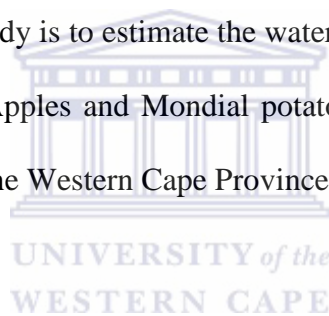 dy is to estimate the water
Apples and Mondial potato
he Western Cape Province
UNIVERSITY of the
WESTERN CAPE